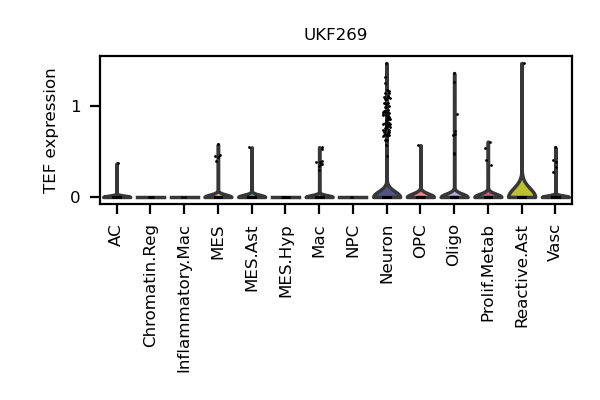 UKF269
TEF expression
1
0
AC
Chromatin.Reg
Inflammatory.Mac
MES
MES.Ast
MES.Hyp
Mac
NPC
Neuron
OPC
Oligo
Prolif.Metab
Reactive.Ast
Vasc